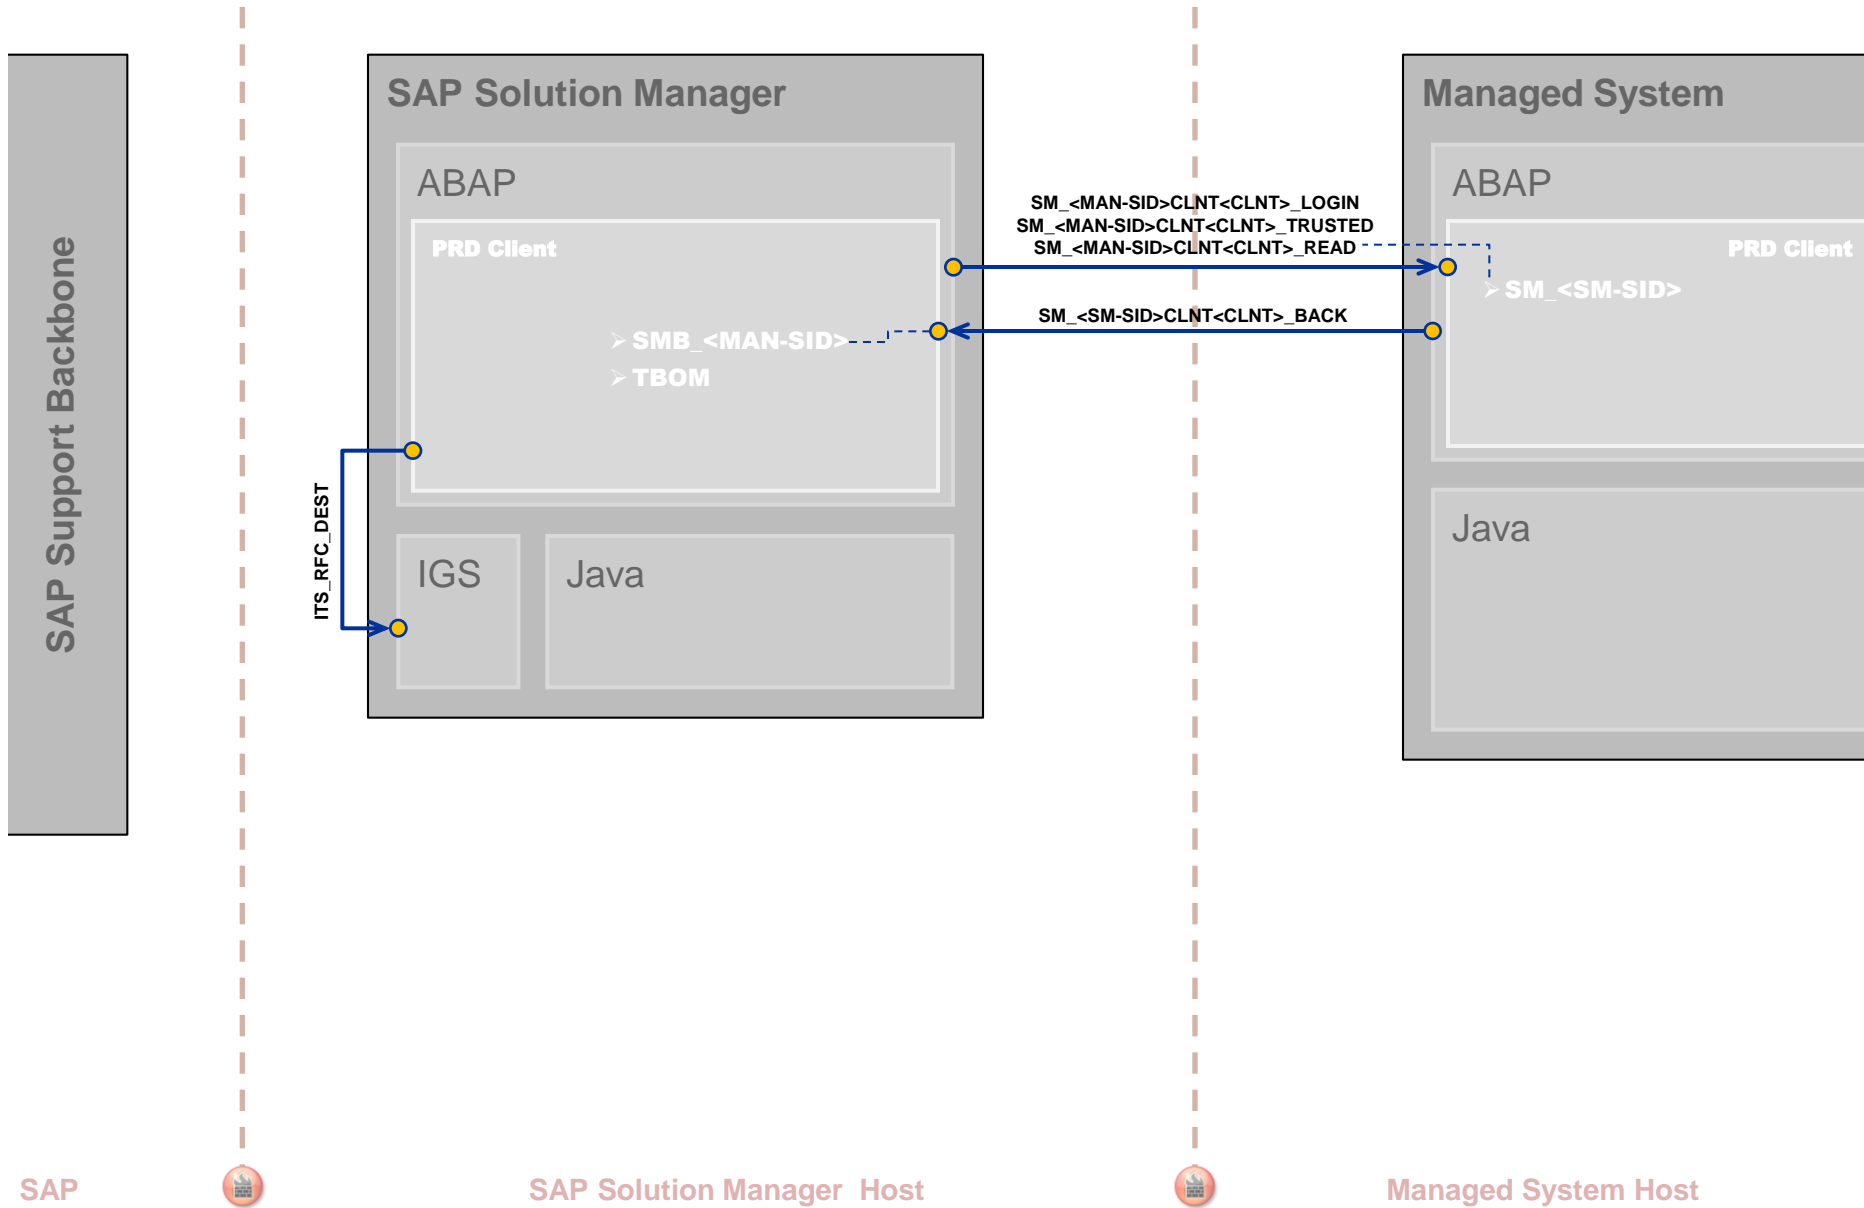 SAP Support Backbone
SAP Solution Manager
ABAP
PRD Client
➢ SMB_<MAN-SID>
➢ TBOM
ITS_RFC_DEST
IGS
Java
SM_<MAN-SID>CLNT<CLNT>_LOGIN
SM_<MAN-SID>CLNT<CLNT>_TRUSTED
SM_<MAN-SID>CLNT<CLNT>_READ
SM_<SM-SID>CLNT<CLNT>_BACK
Managed System
ABAP
PRD Client
➢ SM_<SM-SID>
Java
SAP
SAP Solution Manager Host
Managed System Host